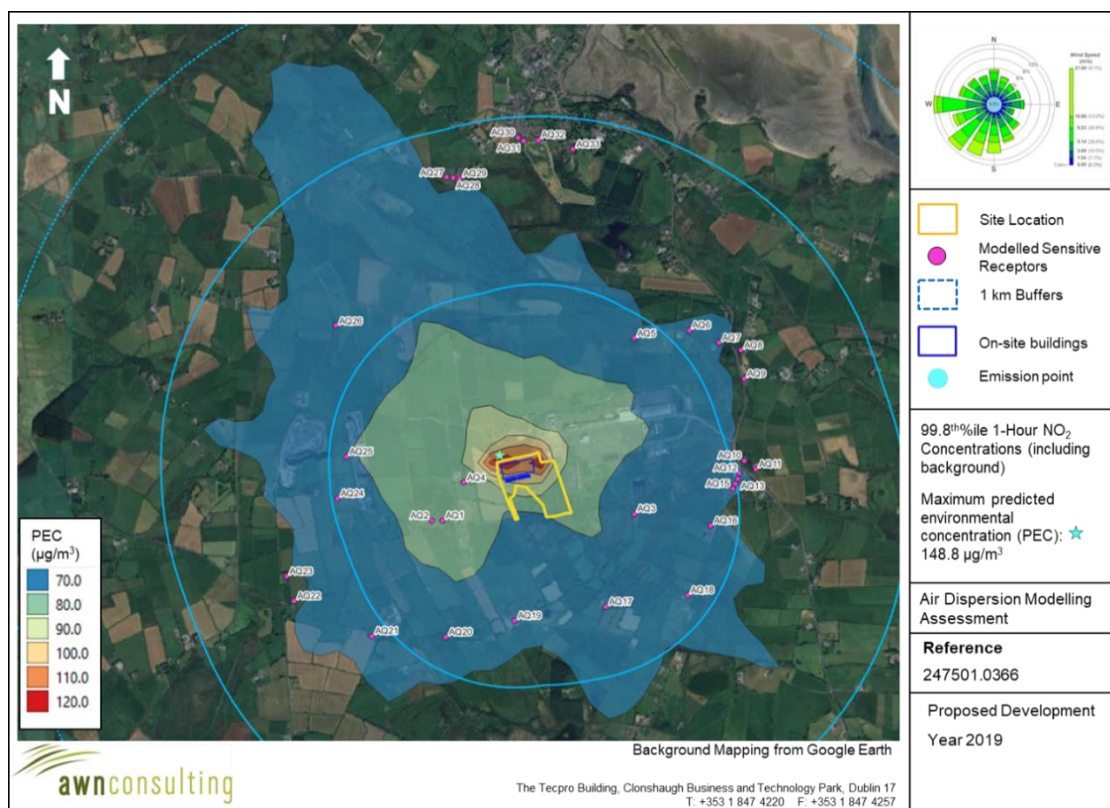 N
AQ30
AQ32
AQ31
AQ33
AQ27
AQ29
AQ28
AQ26
AQ5
AQ6
AQ7
AQ8
AQ9
AQ25
AQ4
AQ10
AQ11
AQ12
AQ15
AQ13
AQ24
AQ2
AQ1
AQ3
AQ16
AQ23
AQ22
AQ18
AQ17
AQ19
AQ21
AQ20
PEC
(µg/m³)
70.0
80.0
90.0
100.0
110.0
120.0
awnconsulting
Background Mapping from Google Earth
The Tecpro Building, Clonshaugh Business and Technology Park, Dublin 17
T: +353 1 847 4220 F: +353 1 847 4257
N
W
E
S
Wind Speed
Site Location
Modelled Sensitive
Receptors
1 km Buffers
On-site buildings
Emission point
99.8th%ile 1-Hour NO₂
Concentrations (including
background)
Maximum predicted
environmental
concentration (PEC):
148.8 µg/m³
Air Dispersion Modelling
Assessment
Reference
247501.0366
Proposed Development
Year 2019